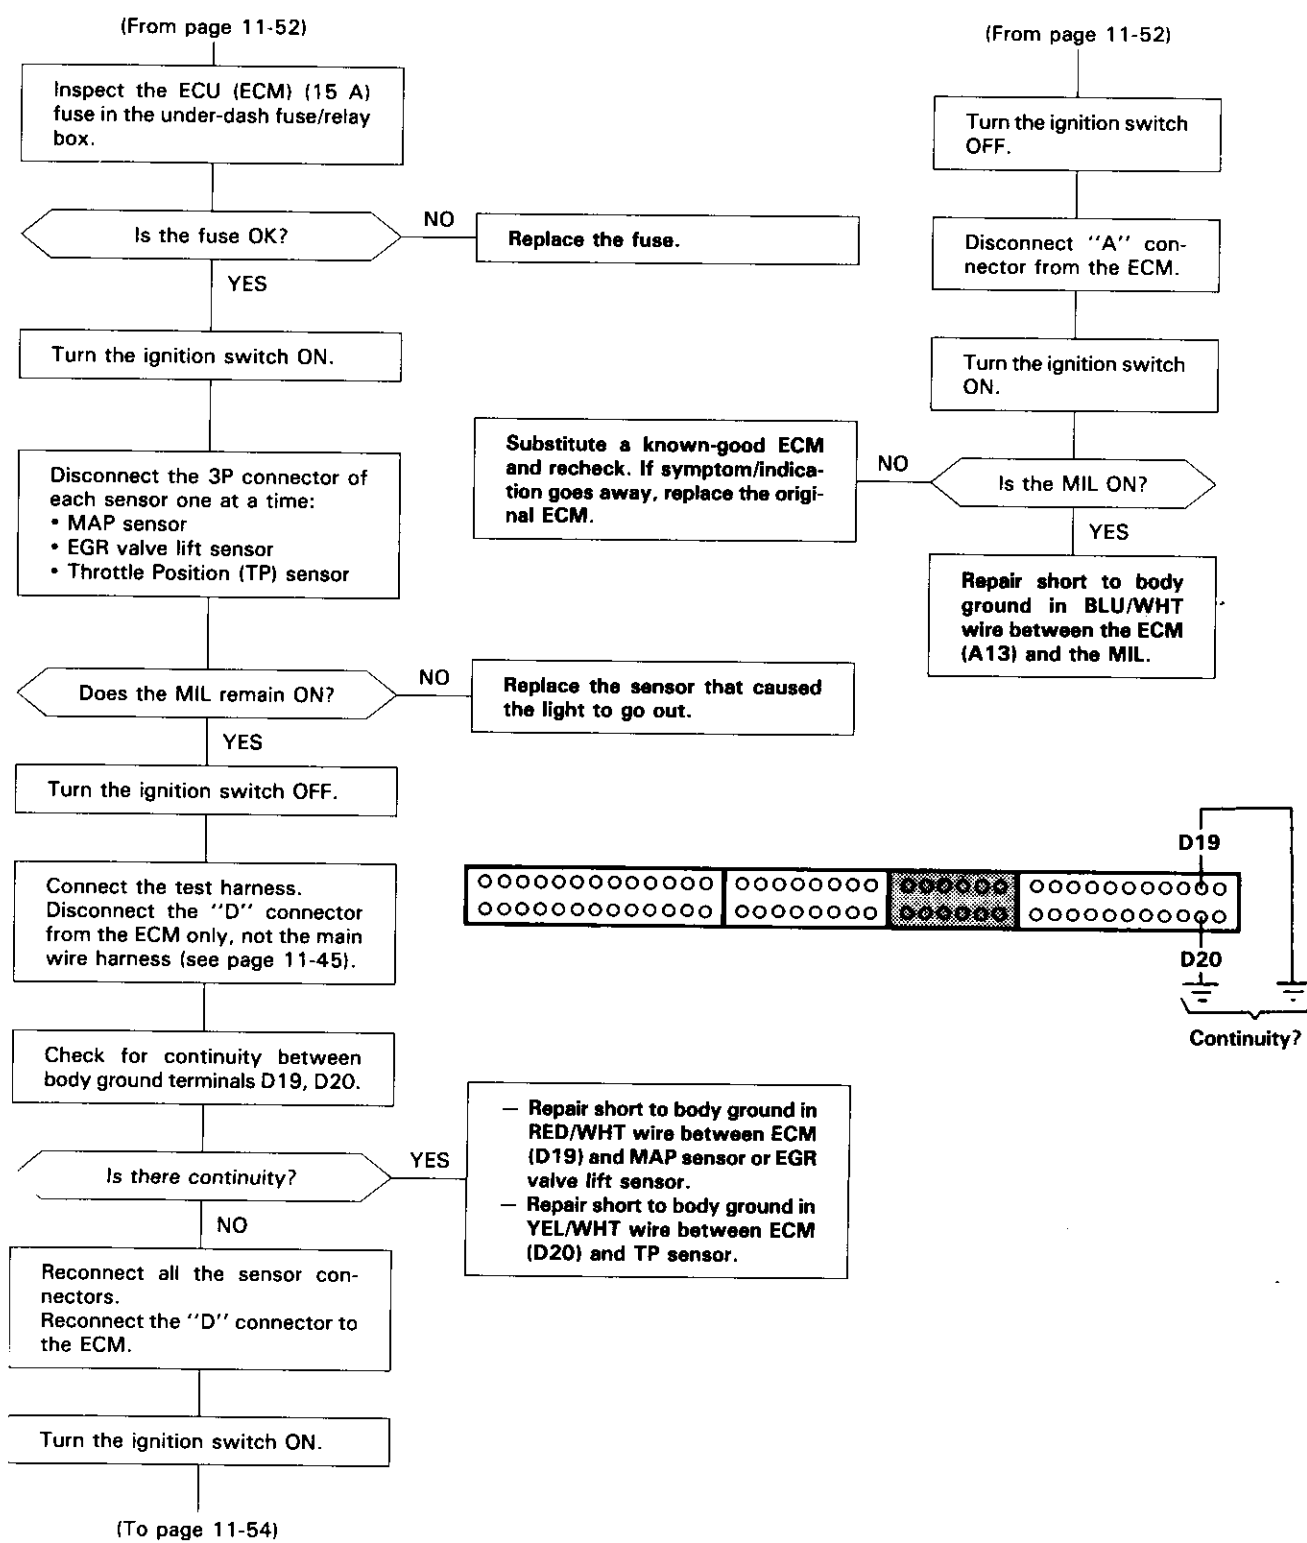 (From page 11-52)
Inspect the ECU (ECM) (15 A)
fuse in the under-dash fuse/relay
box.
Is the fuse OK?
NO
Replace the fuse.
YES
Turn the ignition switch ON.
Disconnect the 3P connector of
each sensor one at a time:
• MAP sensor
• EGR valve lift sensor
• Throttle Position (TP) sensor
Does the MIL remain ON?
NO
Replace the sensor that caused
the light to go out.
YES
Turn the ignition switch OFF.
Connect the test harness.
Disconnect the "D" connector
from the ECM only, not the main
wire harness (see page 11-45).
Check for continuity between
body ground terminals D19, D20.
Is there continuity?
YES
— Repair short to body ground in
RED/WHT wire between ECM
(D19) and MAP sensor or EGR
valve lift sensor.
— Repair short to body ground in
YEL/WHT wire between ECM
(D20) and TP sensor.
NO
Reconnect all the sensor con-
nectors.
Reconnect the "D" connector to
the ECM.
Turn the ignition switch ON.
(To page 11-54)
(From page 11-52)
Turn the ignition switch
OFF.
Disconnect "A" con-
nector from the ECM.
Turn the ignition switch
ON.
Is the MIL ON?
NO
Substitute a known-good ECM
and recheck. If symptom/indica-
tion goes away, replace the origi-
nal ECM.
YES
Repair short to body
ground in BLU/WHT
wire between the ECM
(A13) and the MIL.
D19
D20
Continuity?